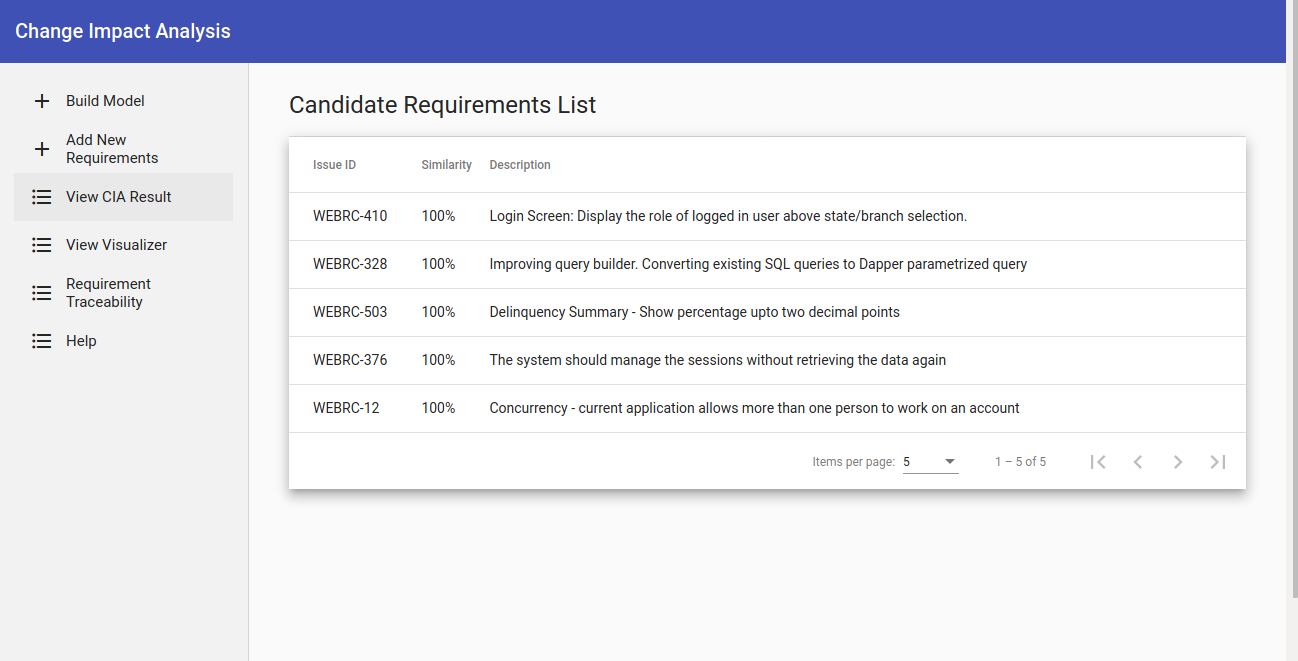 Change Impact Analysis
Build Model
Add New
Requirements
View CIA Result
View Visualizer
Requirement
Traceability
Help
Candidate Requirements List
Issue ID Similarity Description
WEBRC-410 100% Login Screen: Display the role of logged in user above state/branch selection.
WEBRC-328 100% Improving query builder. Converting existing SQL queries to Dapper parametrized query
WEBRC-503 100% Delinquency Summary - Show percentage upto two decimal points
WEBRC-376 100% The system should manage the sessions without retrieving the data again
WEBRC-12 100% Concurrency - current application allows more than one person to work on an account
Items per page: 5 1 – 5 of 5